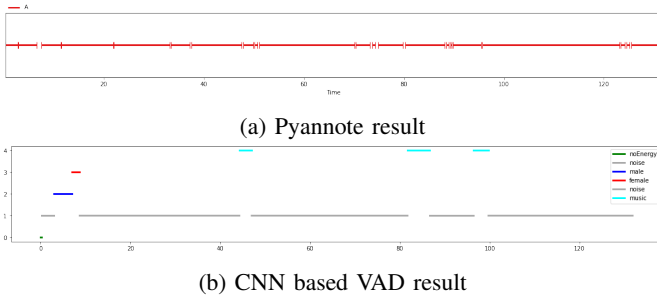 A
20 40 60 80 100 120
Time
(a) Pyannote result
4
3
2
1
0
noEnergy
noise
male
female
noise
music
0 20 40 60 80 100 120
(b) CNN based VAD result